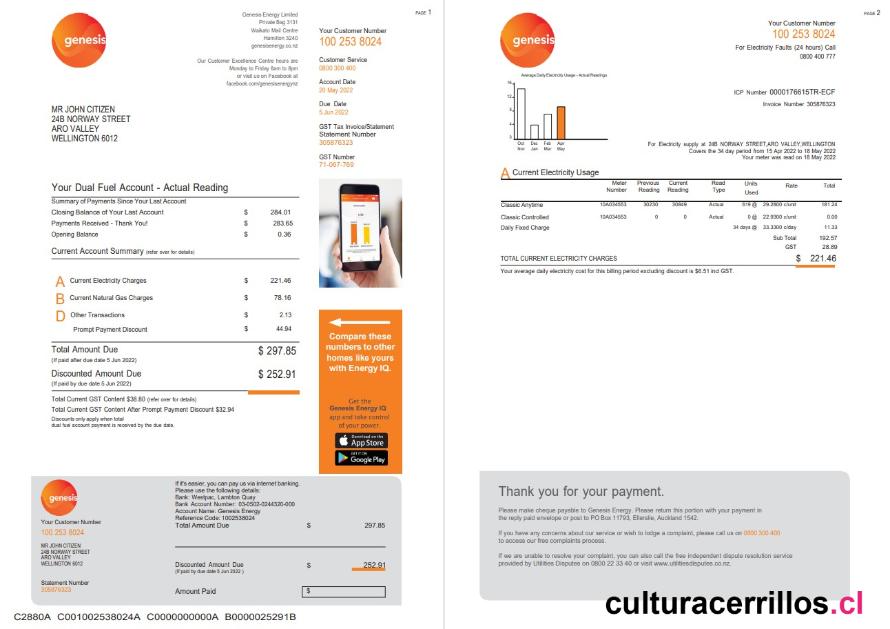 PAGE 1
genesis
Genesis Energy Limited
Private Bag 3131
Waikato Mail Centre
Hamilton 3240
genesisenergy.co.nz
Our Customer Excellence Centre hours are
Monday to Friday 8am to 8pm
or visit us on Facebook at
facebook.com/genesisenergynz
Your Customer Number
100 253 8024
Customer Service
0800 300 400
Account Date
20 May 2022
Due Date
5 Jun 2022
GST Tax Invoice/Statement
Statement Number
305876323
GST Number
71-067-769
MR JOHN CITIZEN
24B NORWAY STREET
ARO VALLEY
WELLINGTON 6012
Your Dual Fuel Account - Actual Reading
Summary of Payments Since Your Last Account
Closing Balance of Your Last Account $ 284.01
Payments Received - Thank You! $ 283.65
Opening Balance $ 0.36
Current Account Summary (refer over for details)
A Current Electricity Charges $ 221.46
B Current Natural Gas Charges $ 78.16
D Other Transactions $ 2.13
Prompt Payment Discount $ 44.94
Total Amount Due $ 297.85
(If paid after due date 5 Jun 2022)
Discounted Amount Due $ 252.91
(If paid by due date 5 Jun 2022)
Total Current GST Content $38.80 (refer over for details)
Total Current GST Content After Prompt Payment Discount $32.94
Discounts only apply when total
dual fuel account payment is received by the due date.
Compare these
numbers to other
homes like yours
with Energy IQ.
Get the
Genesis Energy IQ
app and take control
of your power.
Download on the
App Store
GET IT ON
Google Play
genesis
Your Customer Number
100 253 8024
MR JOHN CITIZEN
24B NORWAY STREET
ARO VALLEY
WELLINGTON 6012
Statement Number
305876323
If it's easier, you can pay us via internet banking.
Please use the following details:
Bank: Westpac, Lambton Quay
Bank Account Number: 03-0502-0244320-000
Account Name: Genesis Energy
Reference Code: 1002538024
Total Amount Due $ 297.85
Discounted Amount Due $ 252.91
(If paid by due date 5 Jun 2022 )
Amount Paid $
C2880A C001002538024A C0000000000A B0000025291B
PAGE 2
genesis
Your Customer Number
100 253 8024
For Electricity Faults (24 hours) Call
0800 400 777
ICP Number 0000176615TR-ECF
Invoice Number 305876323
Average Daily Electricity Usage - Actual Readings
16
12
8
4
0
Oct Dec Feb Apr
Nov Jan Mar May
For Electricity supply at 24B NORWAY STREET,ARO VALLEY,WELLINGTON
Covers the 34 day period from 15 Apr 2022 to 18 May 2022
Your meter was read on 18 May 2022
A Current Electricity Usage
Meter Number Previous Reading Current Reading Read Type Units Used Rate Total
Classic Anytime 10A034653 30230 30849 Actual 619 @ 29.2800 c/unit 181.24
Classic Controlled 10A034653 0 0 Actual 0 @ 22.9300 c/unit 0.00
Daily Fixed Charge 34 days @ 33.3300 c/day 11.33
Sub Total 192.57
GST 28.89
TOTAL CURRENT ELECTRICITY CHARGES $ 221.46
Your average daily electricity cost for this billing period excluding discount is $6.51 incl GST.
Thank you for your payment.
Please make cheque payable to Genesis Energy. Please return this portion with your payment in
the reply paid envelope or post to PO Box 11793, Ellerslie, Auckland 1542.
If you have any concerns about our service or wish to lodge a complaint, please call us on 0800 300 400
to access our free complaints process.
If we are unable to resolve your complaint, you can also call the free independent dispute resolution service
provided by Utilities Disputes on 0800 22 33 40 or visit www.utilitiesdisputes.co.nz.
culturacerrillos.cl